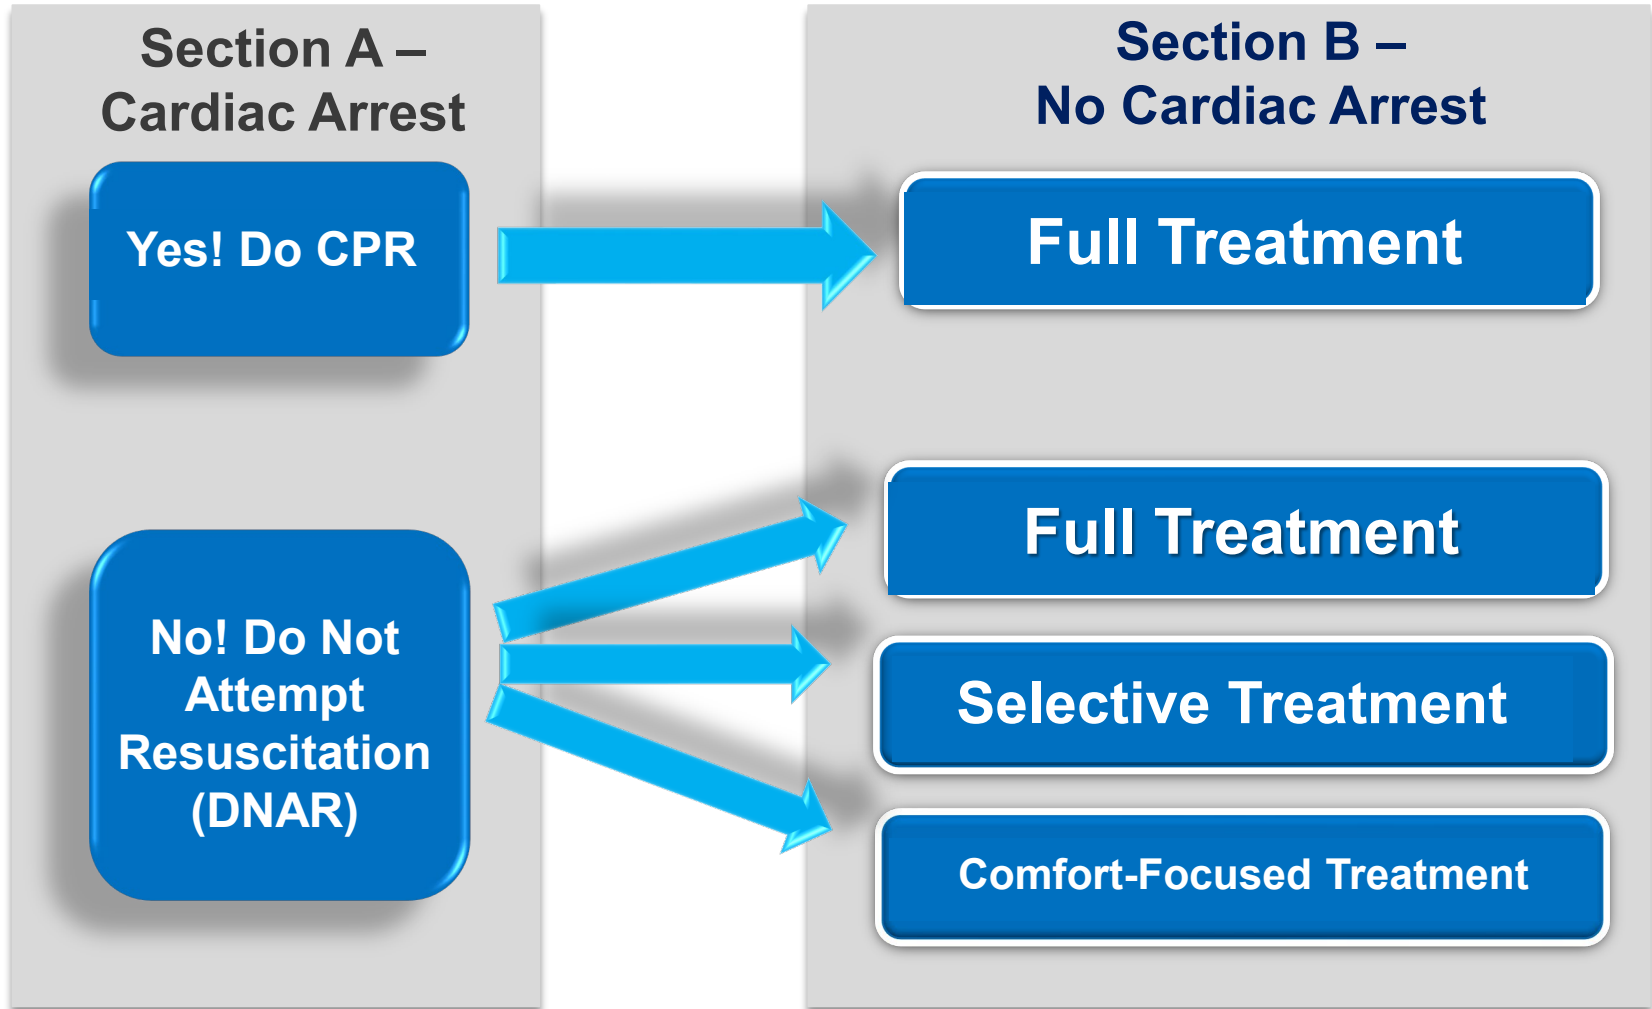 Section A –
Cardiac Arrest
Yes! Do CPR
No! Do Not
Attempt
Resuscitation
(DNAR)
Section B –
No Cardiac Arrest
Full Treatment
Full Treatment
Selective Treatment
Comfort-Focused Treatment